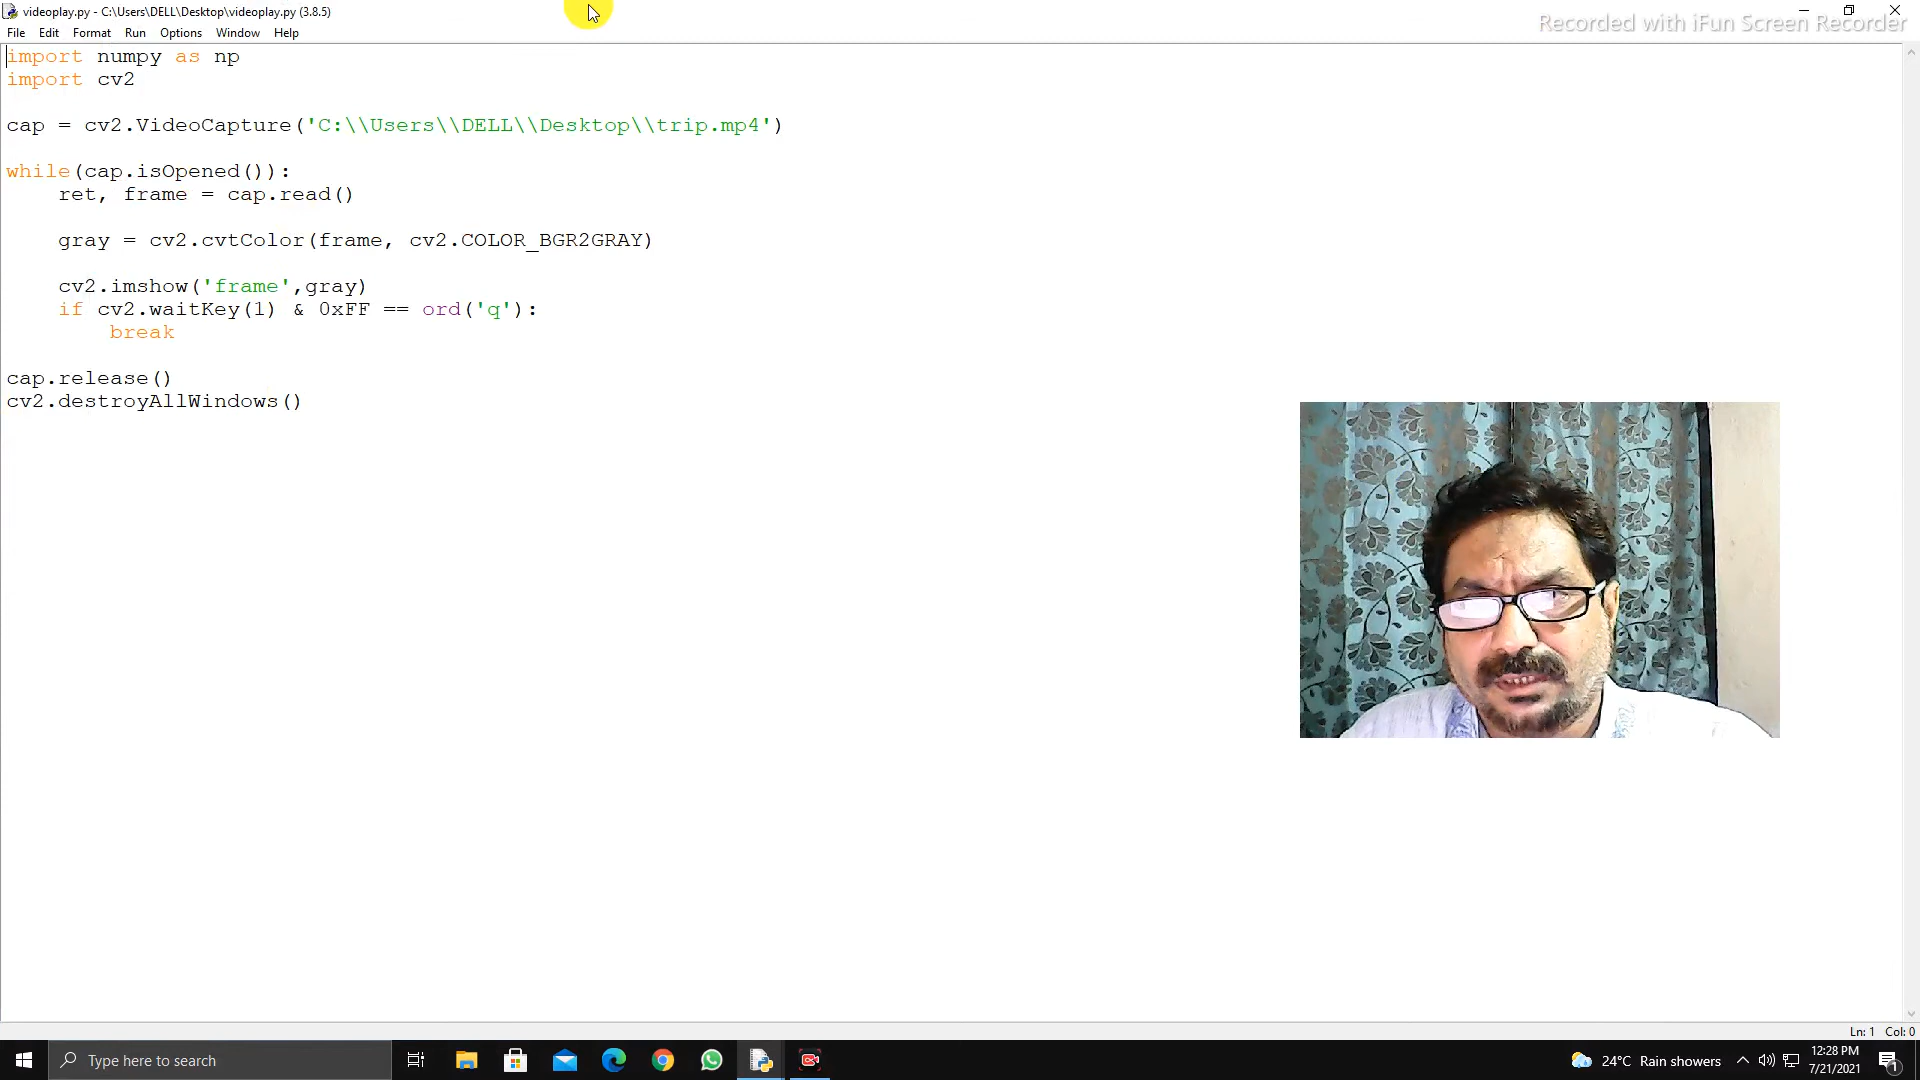 videoplay.py - C:\Users\DELL\Desktop\videoplay.py (3.8.5)
Recorded with iFun Screen Recorder
File Edit Format Run Options Window Help
import numpy as np
import cv2
cap = cv2.VideoCapture('C:\\Users\\DELL\\Desktop\\trip.mp4')
while(cap.isOpened()):
    ret, frame = cap.read()
    gray = cv2.cvtColor(frame, cv2.COLOR_BGR2GRAY)
    cv2.imshow('frame',gray)
    if cv2.waitKey(1) & 0xFF == ord('q'):
        break
cap.release()
cv2.destroyAllWindows()
Ln: 1 Col: 0
Type here to search
24°C Rain showers
12:28 PM
7/21/2021
1